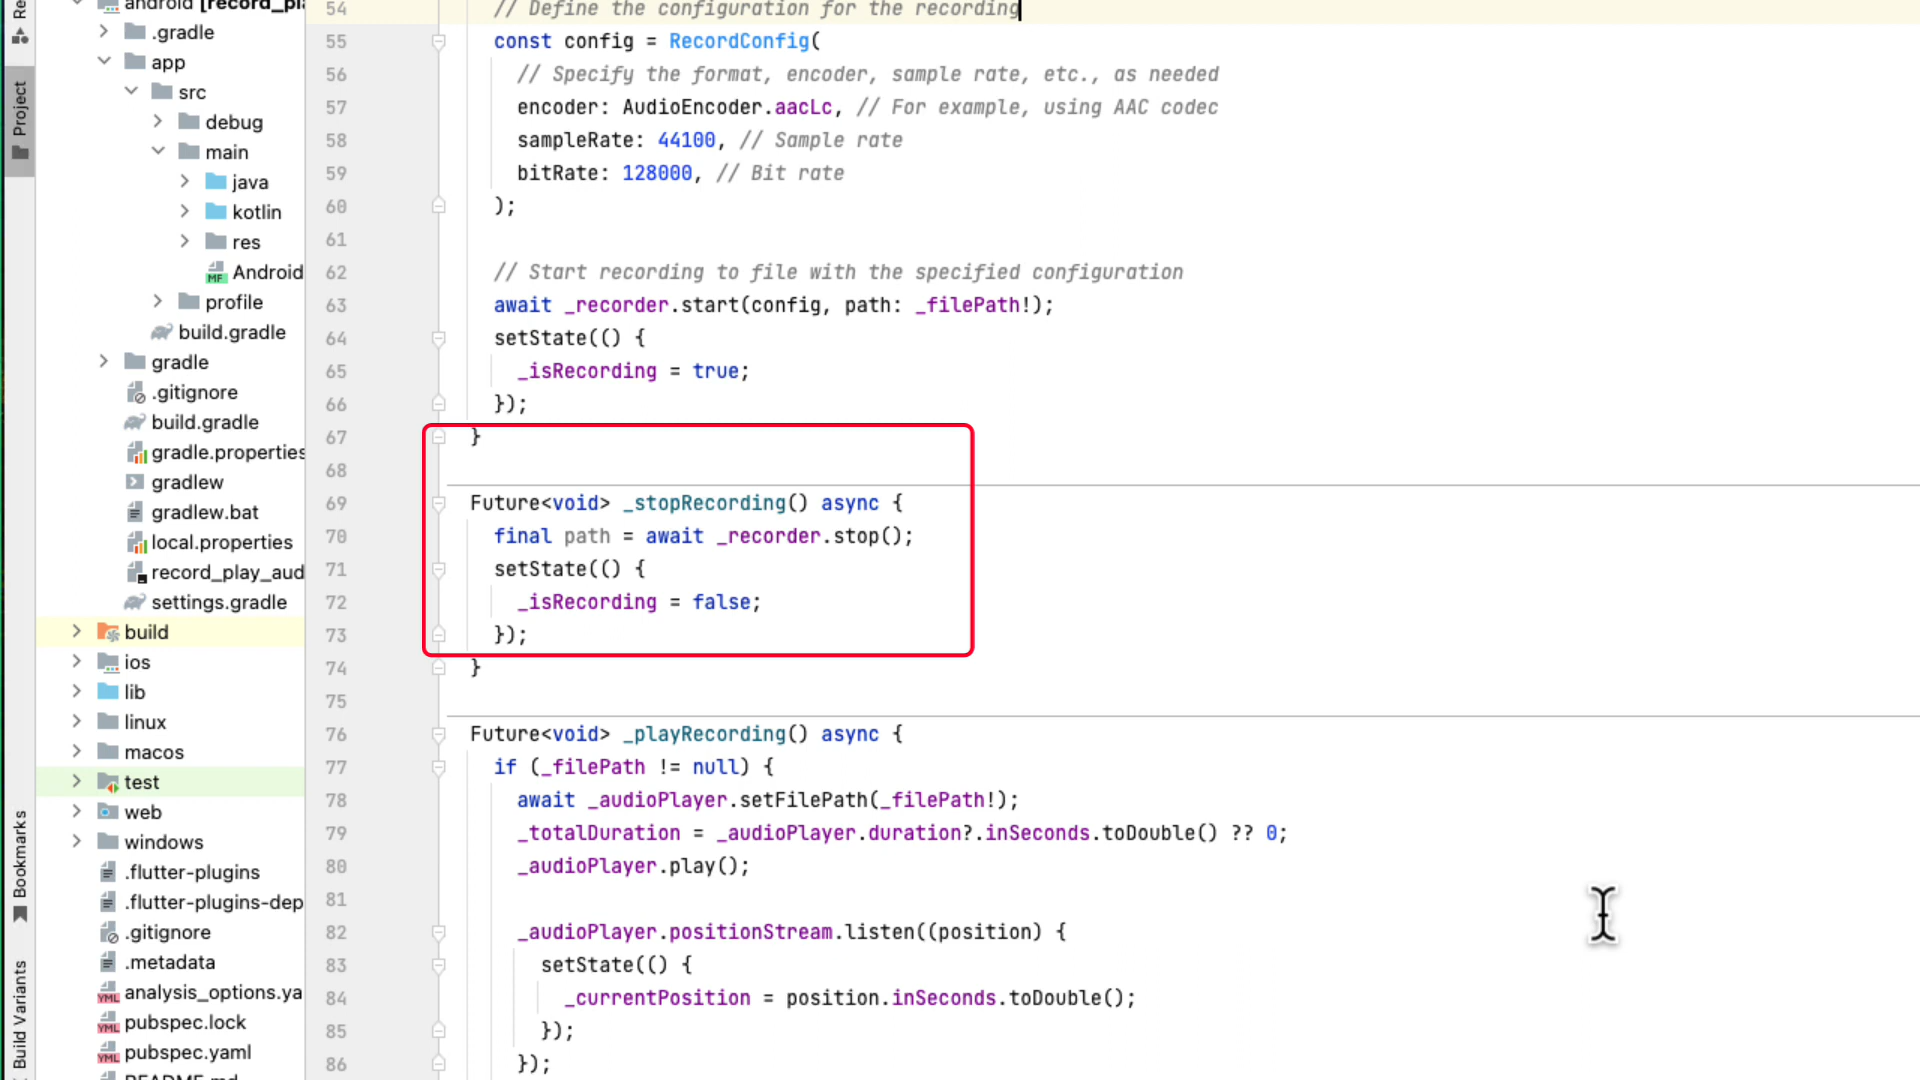 Re
Project
Bookmarks
Build Variants
android [record_pl
.gradle
app
src
debug
main
java
kotlin
res
Android
profile
build.gradle
gradle
.gitignore
build.gradle
gradle.properties
gradlew
gradlew.bat
local.properties
record_play_aud
settings.gradle
build
ios
lib
linux
macos
test
web
windows
.flutter-plugins
.flutter-plugins-dep
.gitignore
.metadata
analysis_options.ya
pubspec.lock
pubspec.yaml
README.md
54 // Define the configuration for the recording
55 const config = RecordConfig(
56 // Specify the format, encoder, sample rate, etc., as needed
57 encoder: AudioEncoder.aacLc, // For example, using AAC codec
58 sampleRate: 44100, // Sample rate
59 bitRate: 128000, // Bit rate
60 );
61
62 // Start recording to file with the specified configuration
63 await _recorder.start(config, path: _filePath!);
64 setState(() {
65 _isRecording = true;
66 });
67 }
68
69 Future<void> _stopRecording() async {
70 final path = await _recorder.stop();
71 setState(() {
72 _isRecording = false;
73 });
74 }
75
76 Future<void> _playRecording() async {
77 if (_filePath != null) {
78 await _audioPlayer.setFilePath(_filePath!);
79 _totalDuration = _audioPlayer.duration?.inSeconds.toDouble() ?? 0;
80 _audioPlayer.play();
81
82 _audioPlayer.positionStream.listen((position) {
83 setState(() {
84 _currentPosition = position.inSeconds.toDouble();
85 });
86 });